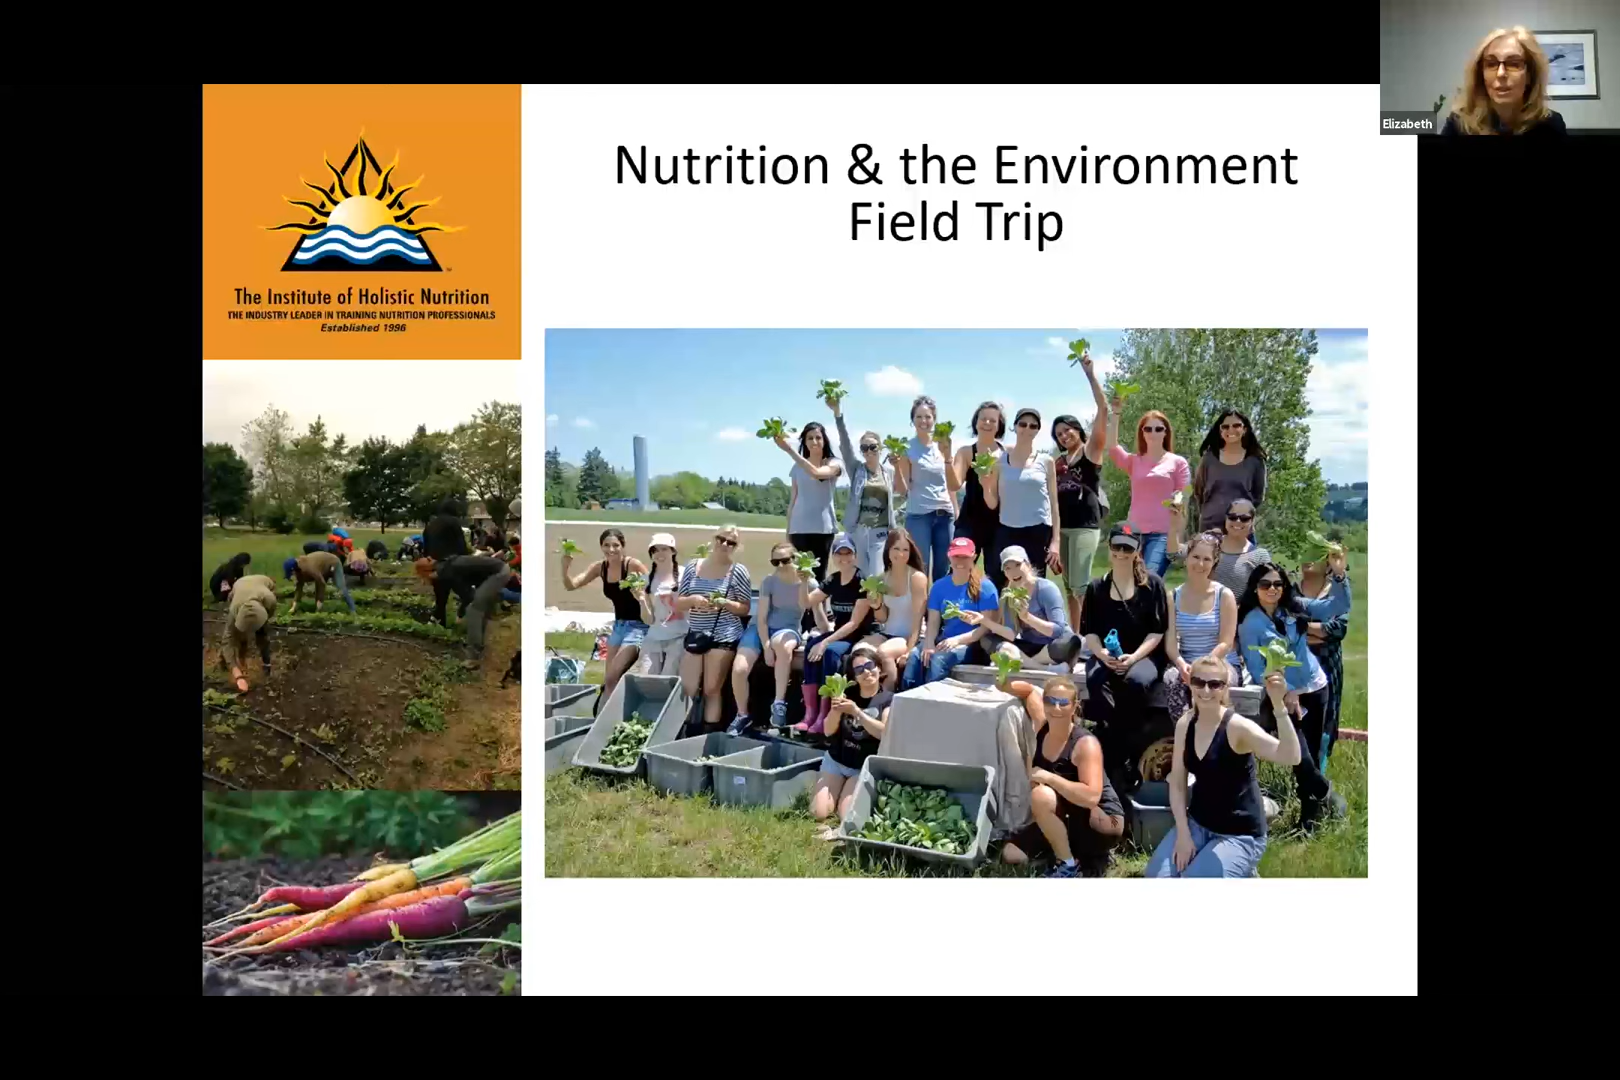 Elizabeth
Nutrition & the Environment
Field Trip
The Institute of Holistic Nutrition
THE INDUSTRY LEADER IN TRAINING NUTRITION PROFESSIONALS
Established 1996